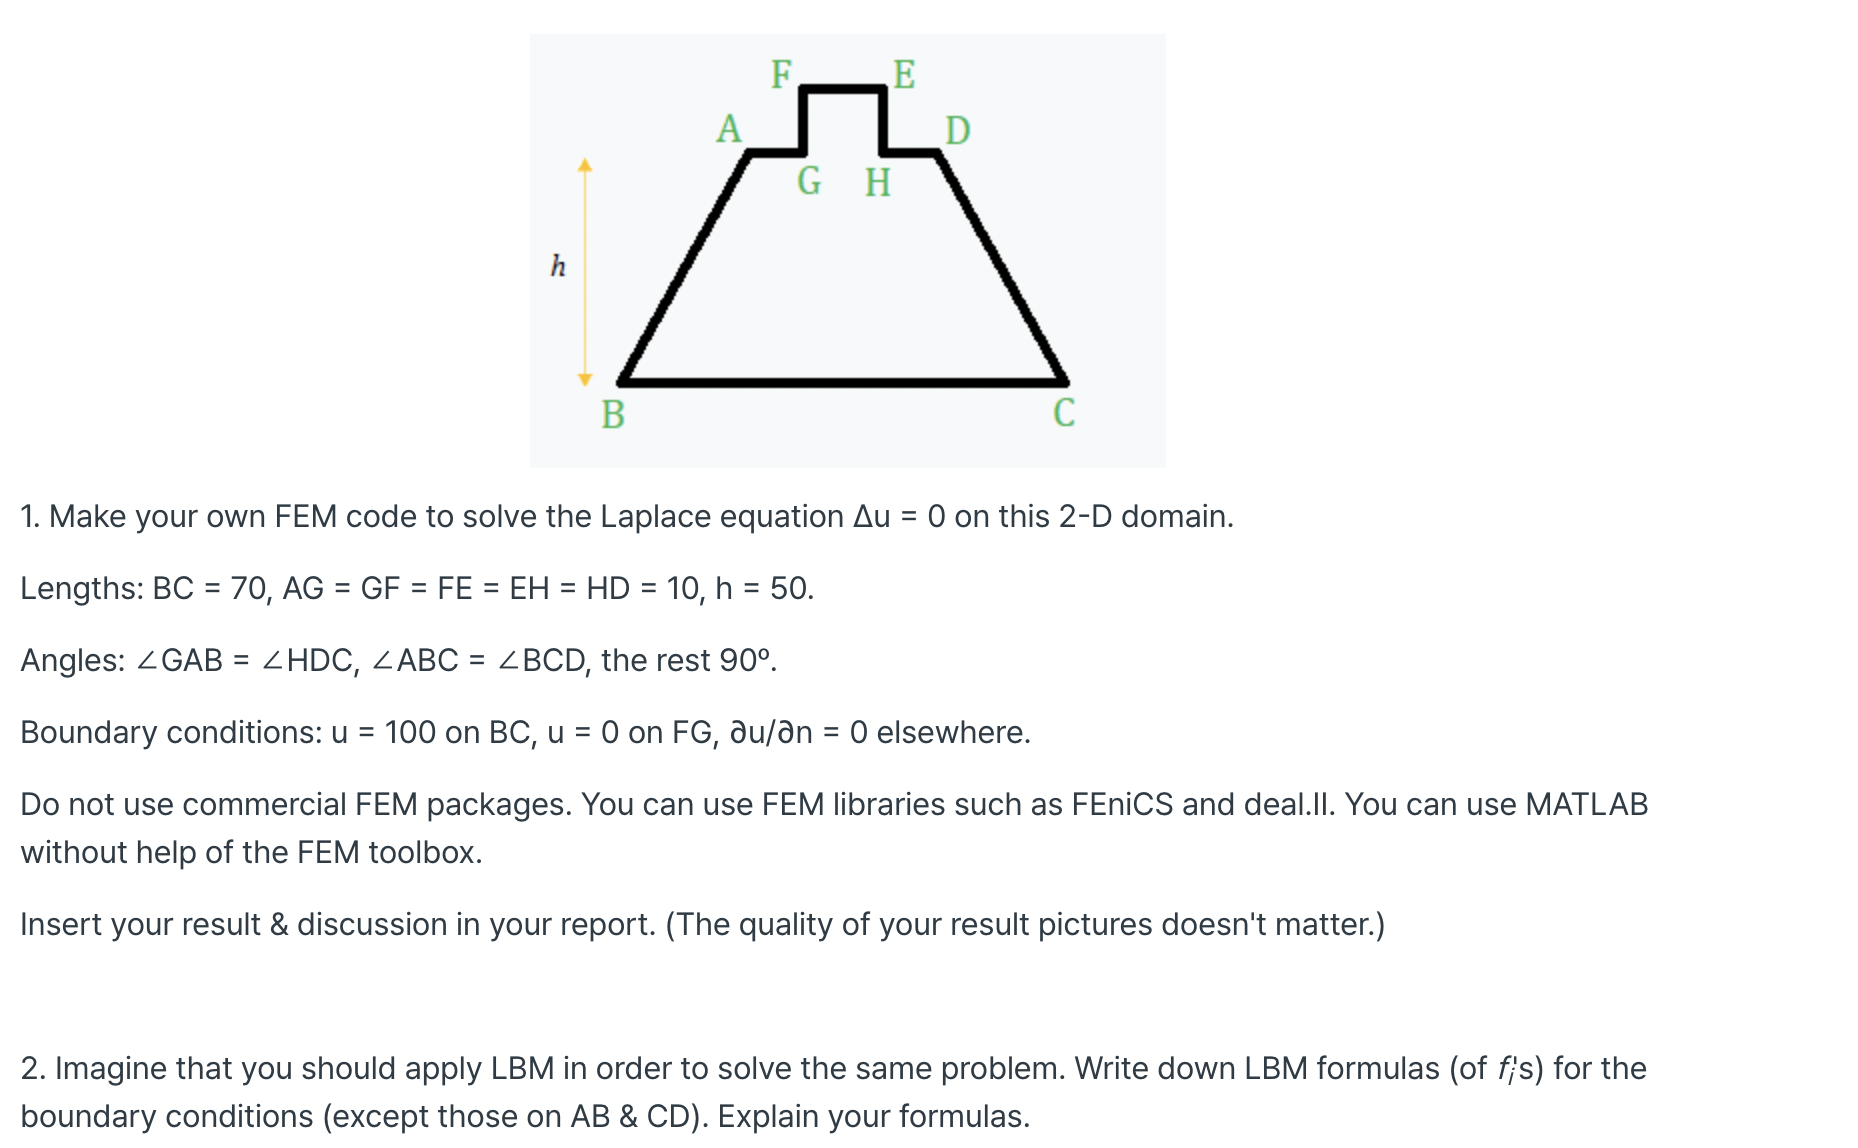 F E
A D
G H
h
B C
1. Make your own FEM code to solve the Laplace equation Δu = 0 on this 2-D domain.
Lengths: BC = 70, AG = GF = FE = EH = HD = 10, h = 50.
Angles: ∠GAB = ∠HDC, ∠ABC = ∠BCD, the rest 90º.
Boundary conditions: u = 100 on BC, u = 0 on FG, ∂u/∂n = 0 elsewhere.
Do not use commercial FEM packages. You can use FEM libraries such as FEniCS and deal.II. You can use MATLAB
without help of the FEM toolbox.
Insert your result & discussion in your report. (The quality of your result pictures doesn't matter.)
2. Imagine that you should apply LBM in order to solve the same problem. Write down LBM formulas (of fᵢ's) for the
boundary conditions (except those on AB & CD). Explain your formulas.